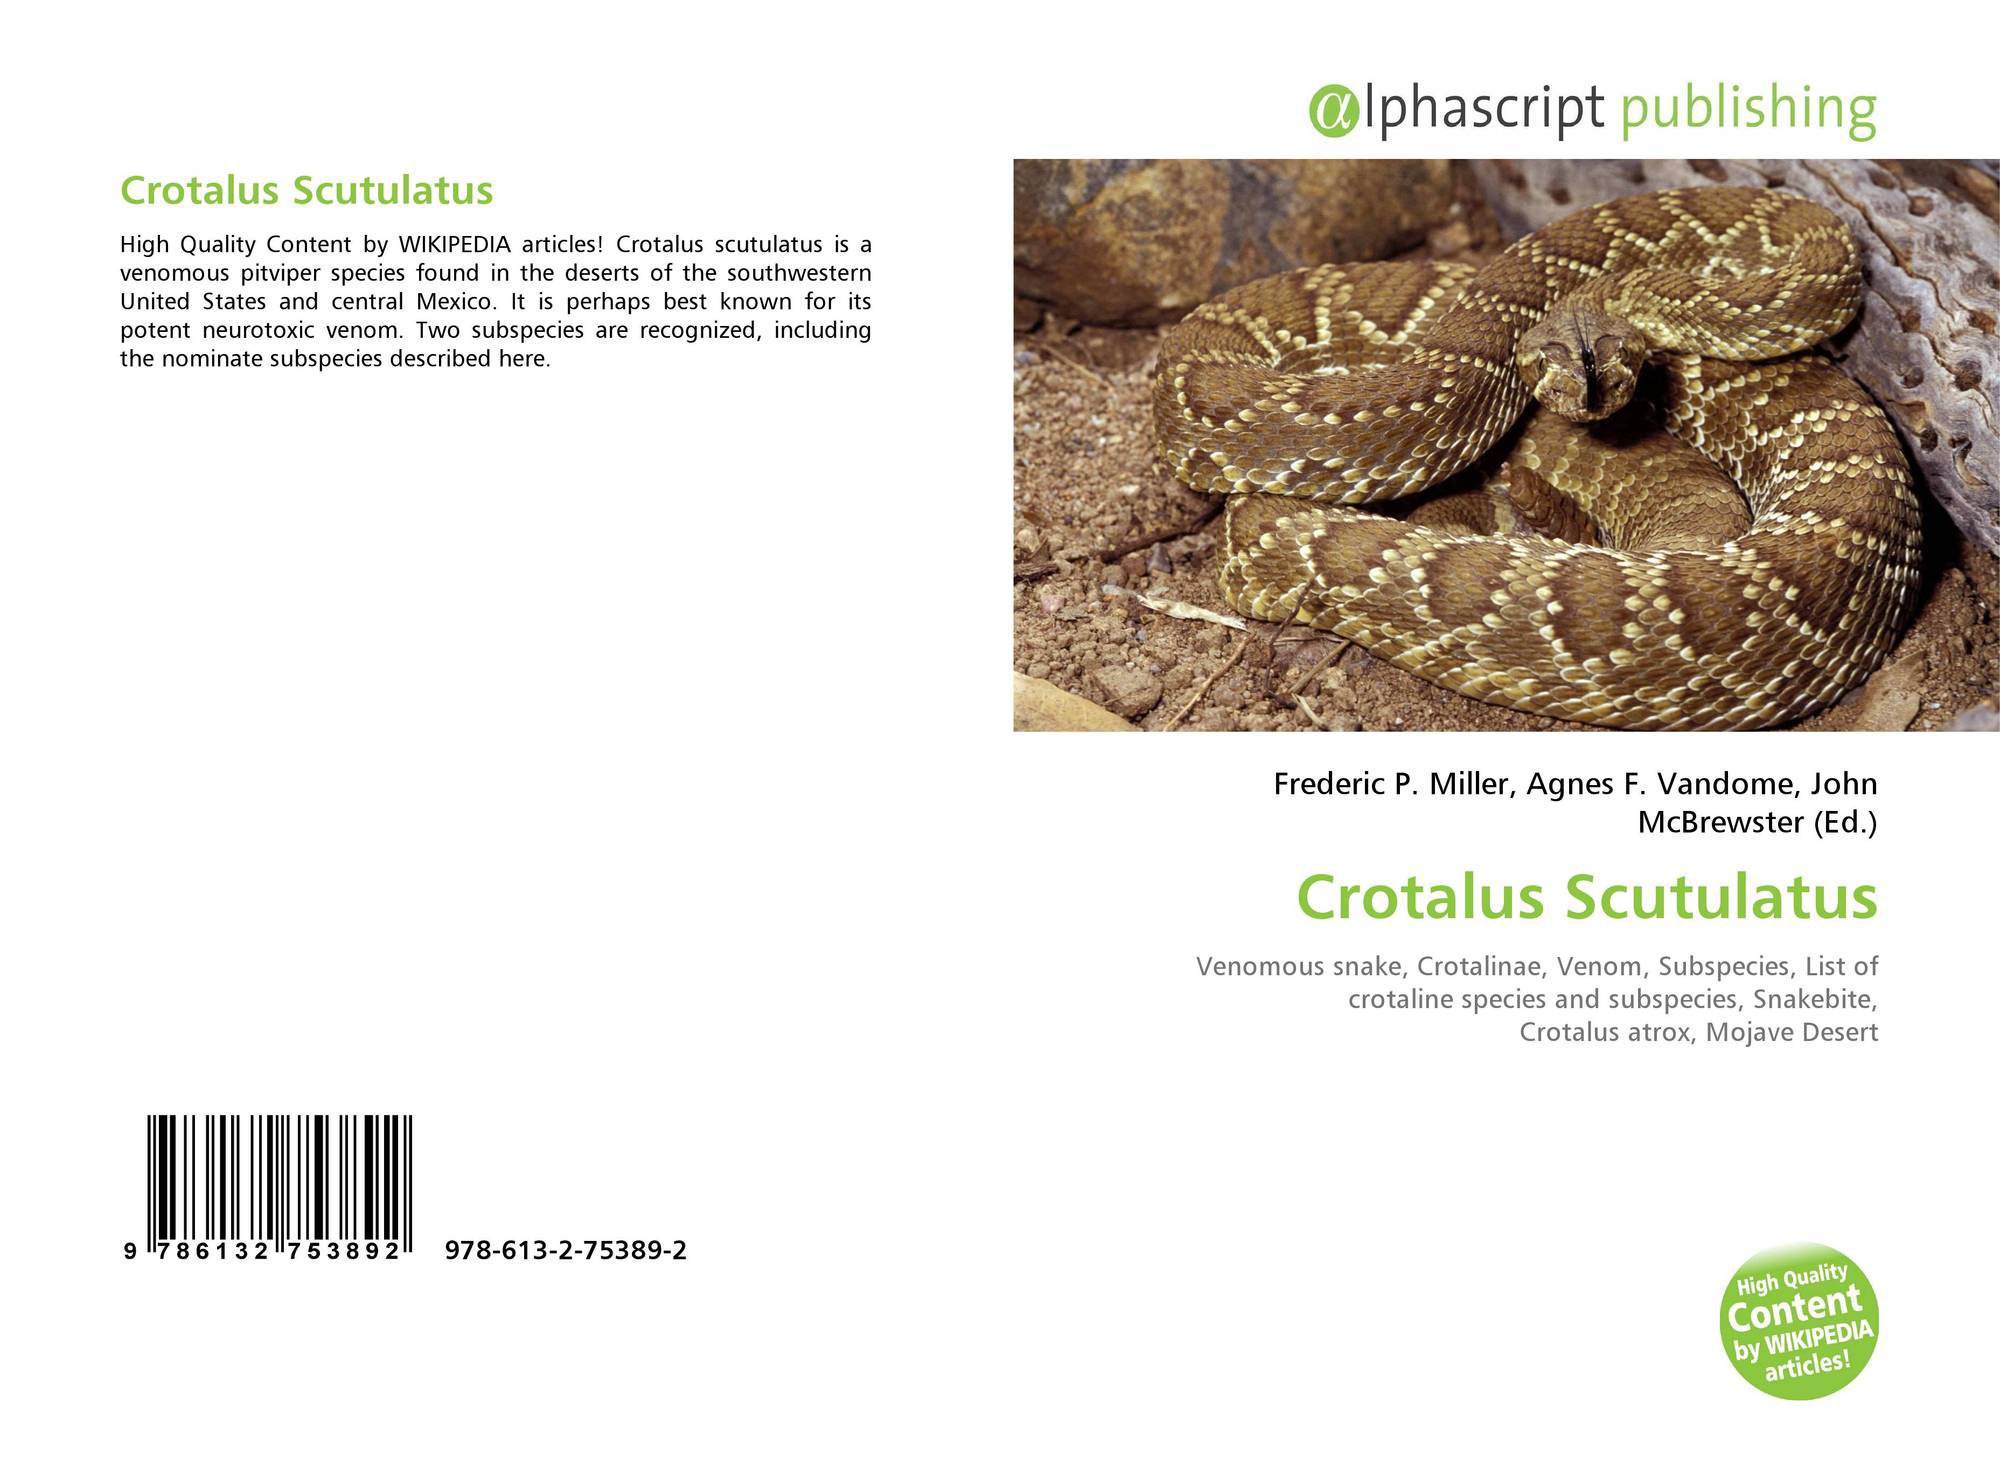 Crotalus Scutulatus
High Quality Content by WIKIPEDIA articles! Crotalus scutulatus is a
venomous pitviper species found in the deserts of the southwestern
United States and central Mexico. It is perhaps best known for its
potent neurotoxic venom. Two subspecies are recognized, including
the nominate subspecies described here.
9 786132 753892
978-613-2-75389-2
αlphascript publishing
Frederic P. Miller, Agnes F. Vandome, John
McBrewster (Ed.)
Crotalus Scutulatus
Venomous snake, Crotalinae, Venom, Subspecies, List of
crotaline species and subspecies, Snakebite,
Crotalus atrox, Mojave Desert
High Quality
Content
by WIKIPEDIA
articles!